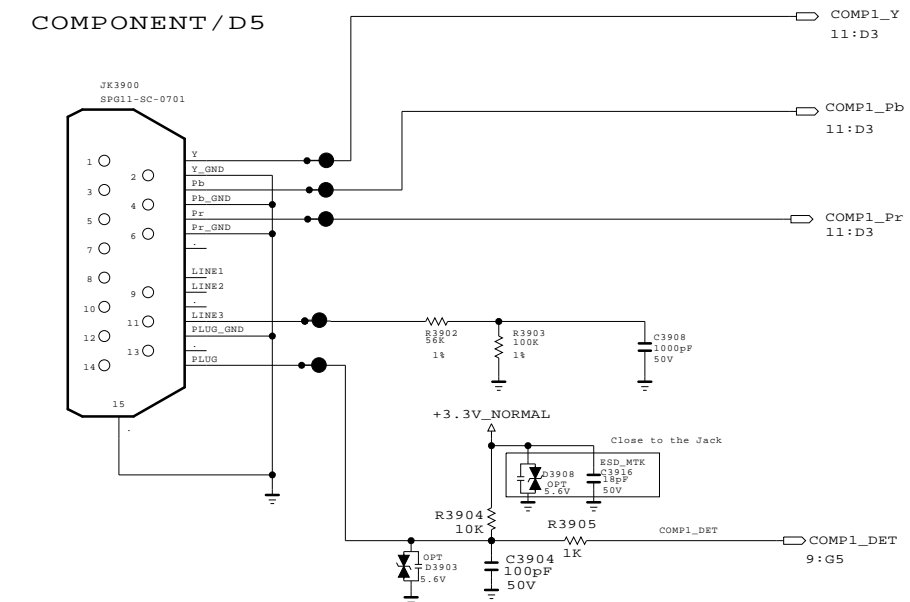 COMPONENT/D5
COMP1_Y
11:D3
JK3900
SPG11-SC-0701
COMP1_Pb
11:D3
1
Y
2
Y_GND
3
Pb
4
Pb_GND
5
Pr
COMP1_Pr
11:D3
6
Pr_GND
7
.
8
LINE1
9
LINE2
10
.
11
LINE3
12
PLUG_GND
13
.
14
PLUG
15
.
R3902
56K
1%
R3903
100K
1%
C3908
1000pF
50V
+3.3V_NORMAL
Close to the Jack
D3908
OPT
5.6V
ESD_MTK
C3916
18pF
50V
R3904
10K
R3905
1K
COMP1_DET
COMP1_DET
9:G5
OPT
D3903
5.6V
C3904
100pF
50V